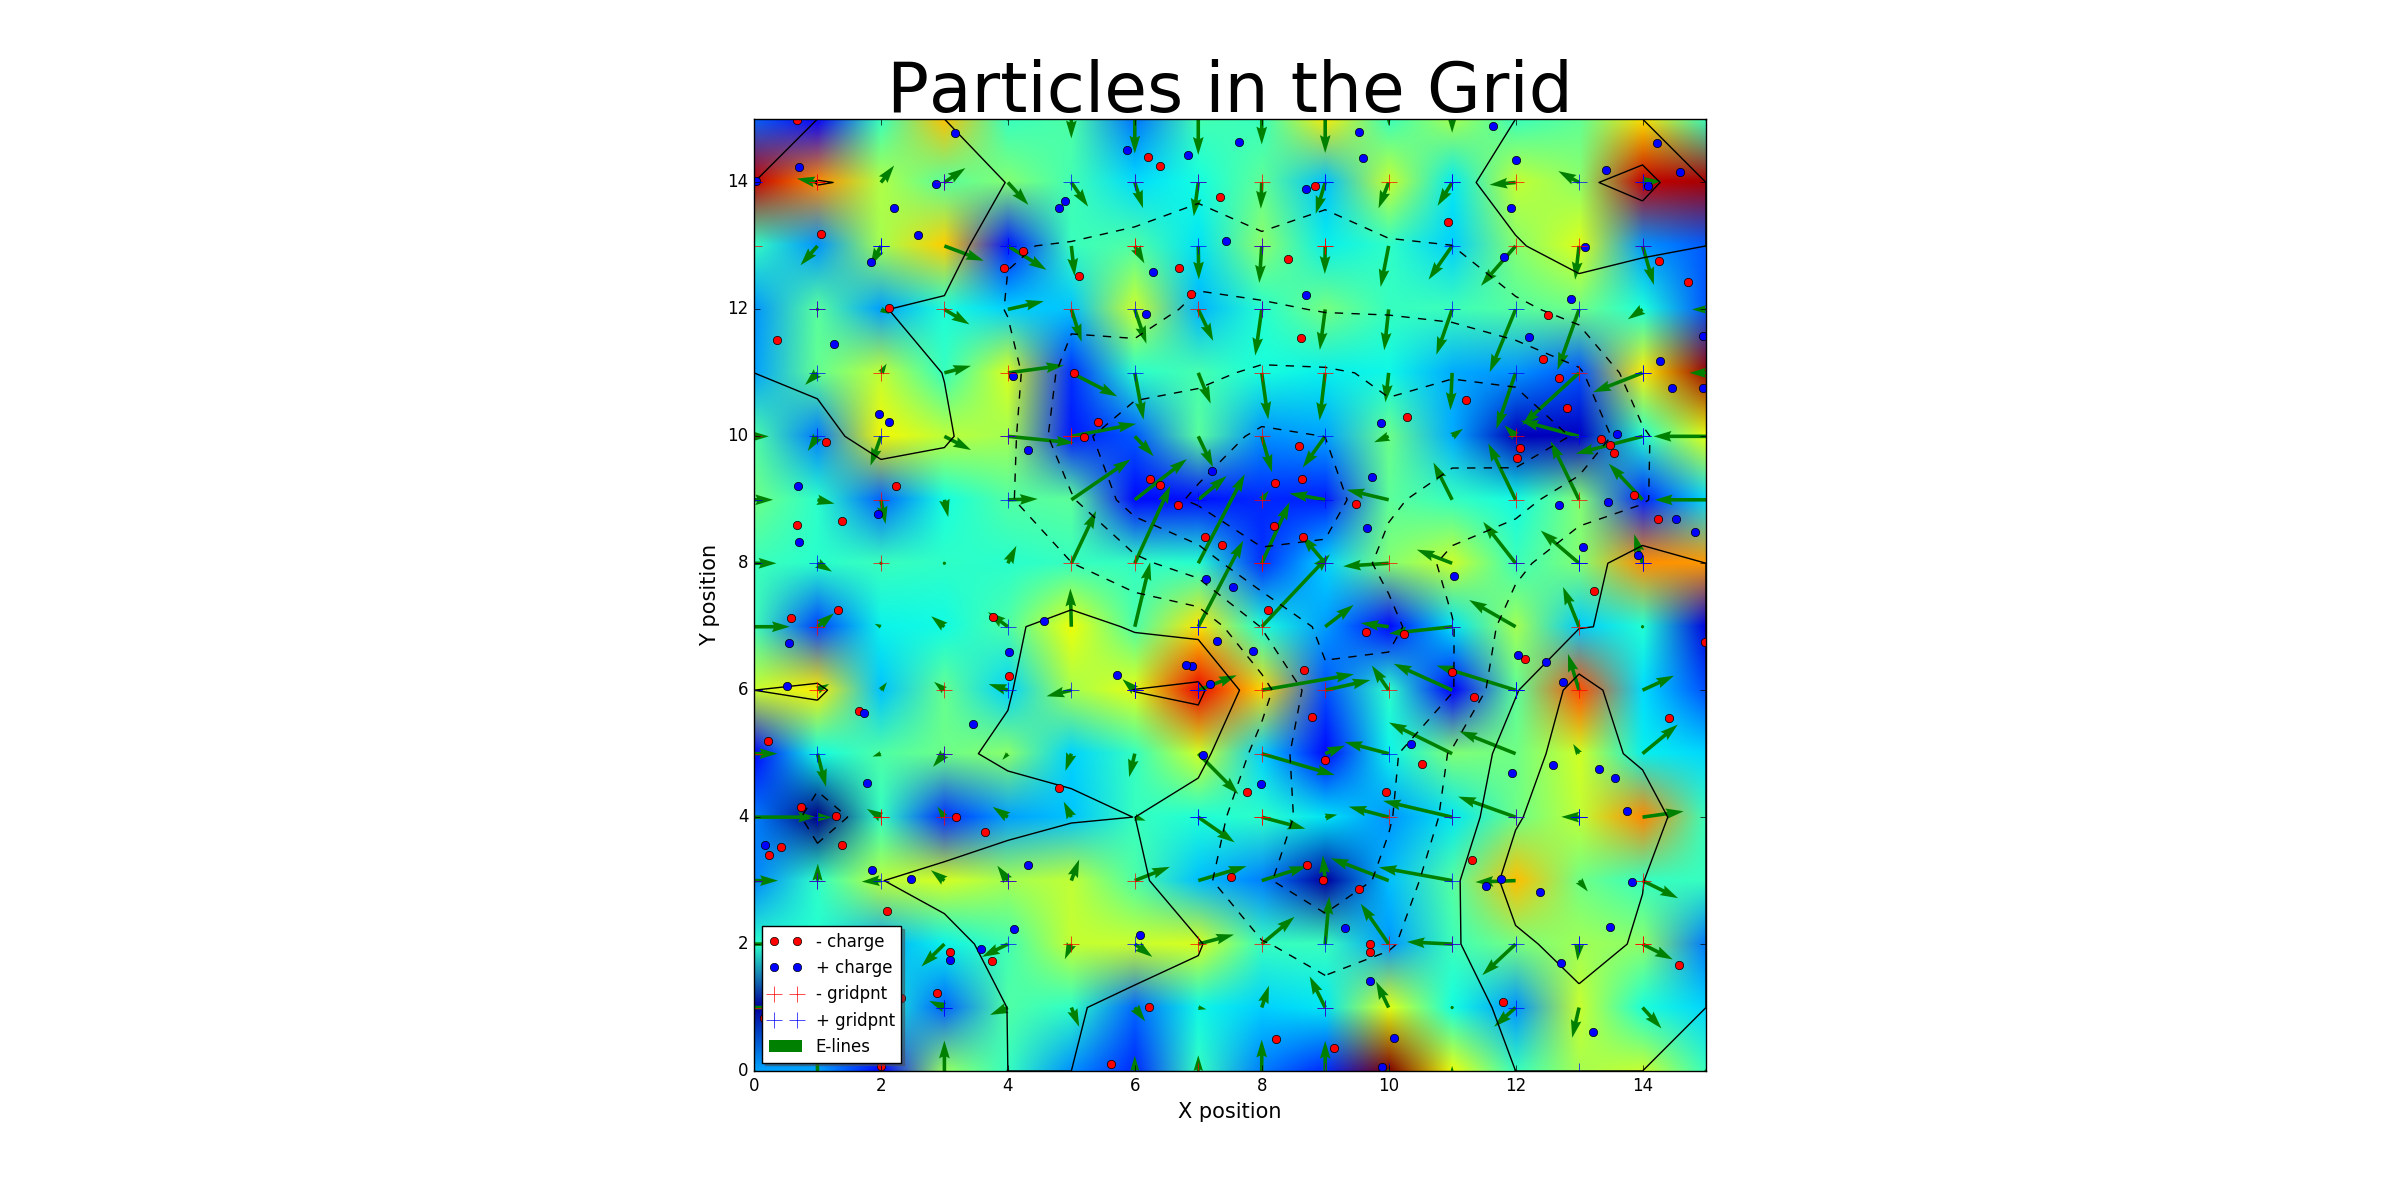 Particles in the Grid
14
12
10
8
6
4
2
0
Y position
- charge
+ charge
- gridpnt
+ gridpnt
E-lines
0 2 4 6 8 10 12 14
X position